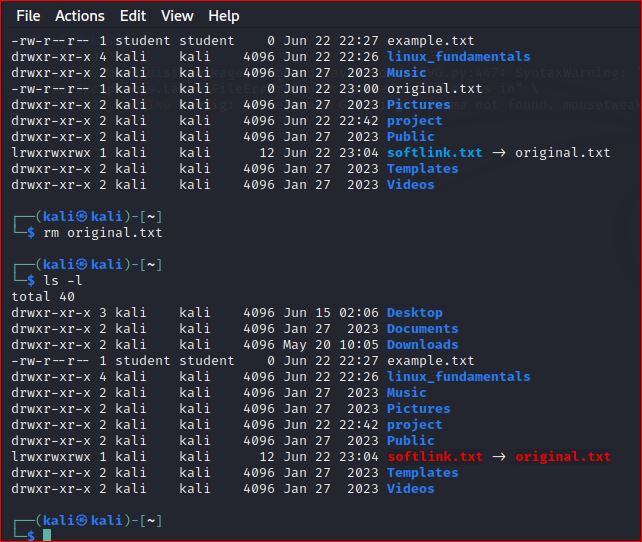 File Actions Edit View Help
-rw-r--r-- 1 student student 0 Jun 22 22:27 example.txt
drwxr-xr-x 4 kali kali 4096 Jun 22 22:26 linux_fundamentals
drwxr-xr-x 2 kali kali 4096 Jan 27 2023 Music
-rw-r--r-- 1 kali kali 0 Jun 22 23:00 original.txt
drwxr-xr-x 2 kali kali 4096 Jan 27 2023 Pictures
drwxr-xr-x 2 kali kali 4096 Jun 22 22:42 project
drwxr-xr-x 2 kali kali 4096 Jan 27 2023 Public
lrwxrwxrwx 1 kali kali 12 Jun 22 23:04 softlink.txt → original.txt
drwxr-xr-x 2 kali kali 4096 Jan 27 2023 Templates
drwxr-xr-x 2 kali kali 4096 Jan 27 2023 Videos
┌──(kali㉿kali)-[~]
└─$ rm original.txt
┌──(kali㉿kali)-[~]
└─$ ls -l
total 40
drwxr-xr-x 3 kali kali 4096 Jun 15 02:06 Desktop
drwxr-xr-x 2 kali kali 4096 Jan 27 2023 Documents
drwxr-xr-x 2 kali kali 4096 May 20 10:05 Downloads
-rw-r--r-- 1 student student 0 Jun 22 22:27 example.txt
drwxr-xr-x 4 kali kali 4096 Jun 22 22:26 linux_fundamentals
drwxr-xr-x 2 kali kali 4096 Jan 27 2023 Music
drwxr-xr-x 2 kali kali 4096 Jan 27 2023 Pictures
drwxr-xr-x 2 kali kali 4096 Jun 22 22:42 project
drwxr-xr-x 2 kali kali 4096 Jan 27 2023 Public
lrwxrwxrwx 1 kali kali 12 Jun 22 23:04 softlink.txt → original.txt
drwxr-xr-x 2 kali kali 4096 Jan 27 2023 Templates
drwxr-xr-x 2 kali kali 4096 Jan 27 2023 Videos
┌──(kali㉿kali)-[~]
└─$